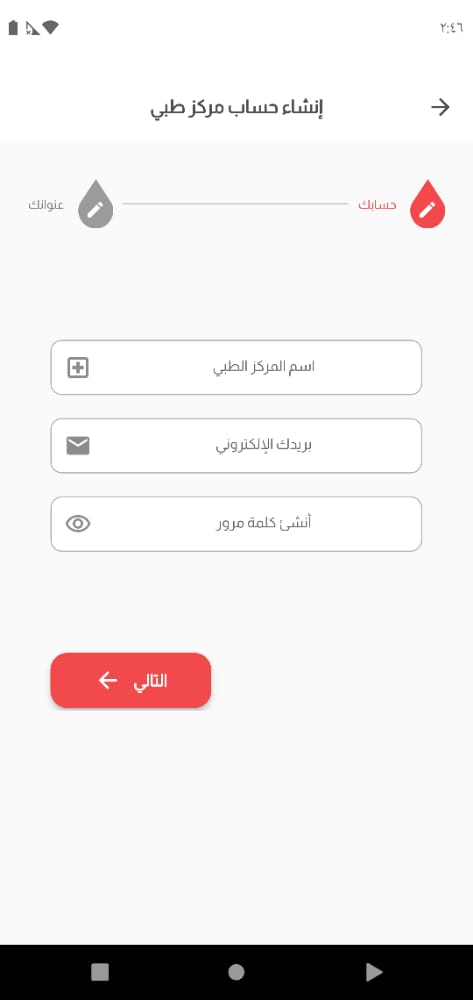 ٢:٤٦
إنشاء حساب مركز طبي
حسابك
عنوانك
اسم المركز الطبي
بريدك الإلكتروني
أنشئ كلمة مرور
التالي